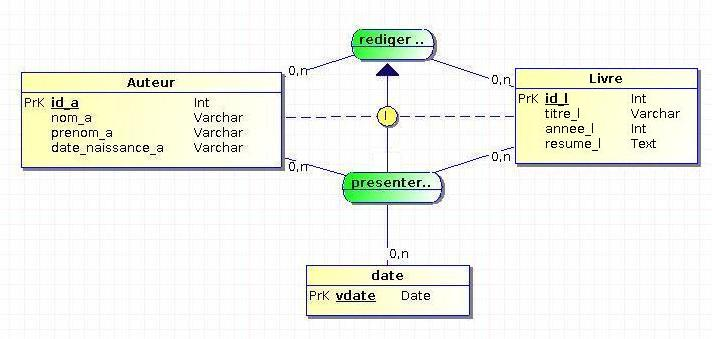 rediger ..
0,n
0,n
Auteur
PrK id_a Int
nom_a Varchar
prenom_a Varchar
date_naissance_a Varchar
I
Livre
PrK id_l Int
titre_l Varchar
annee_l Int
resume_l Text
0,n
0,n
presenter..
0,n
date
PrK vdate Date